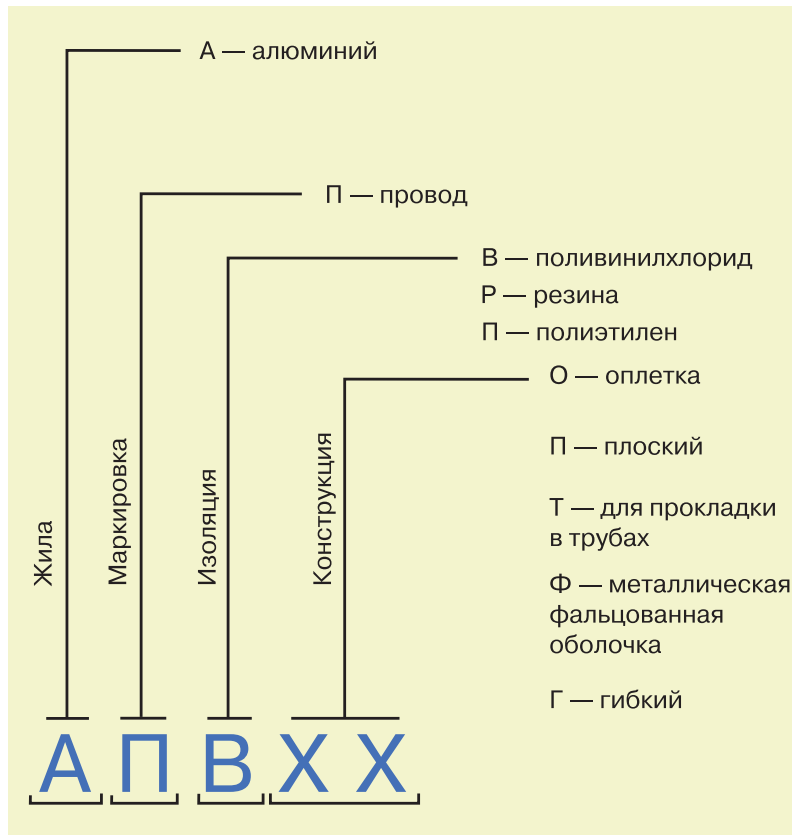 А — алюминий
П — провод
В — поливинилхлорид
Р — резина
П — полиэтилен
О — оплетка
П — плоский
Т — для прокладки
в трубах
Ф — металлическая
фальцованная
оболочка
Г — гибкий
Жила
Маркировка
Изоляция
Конструкция
А П В Х Х